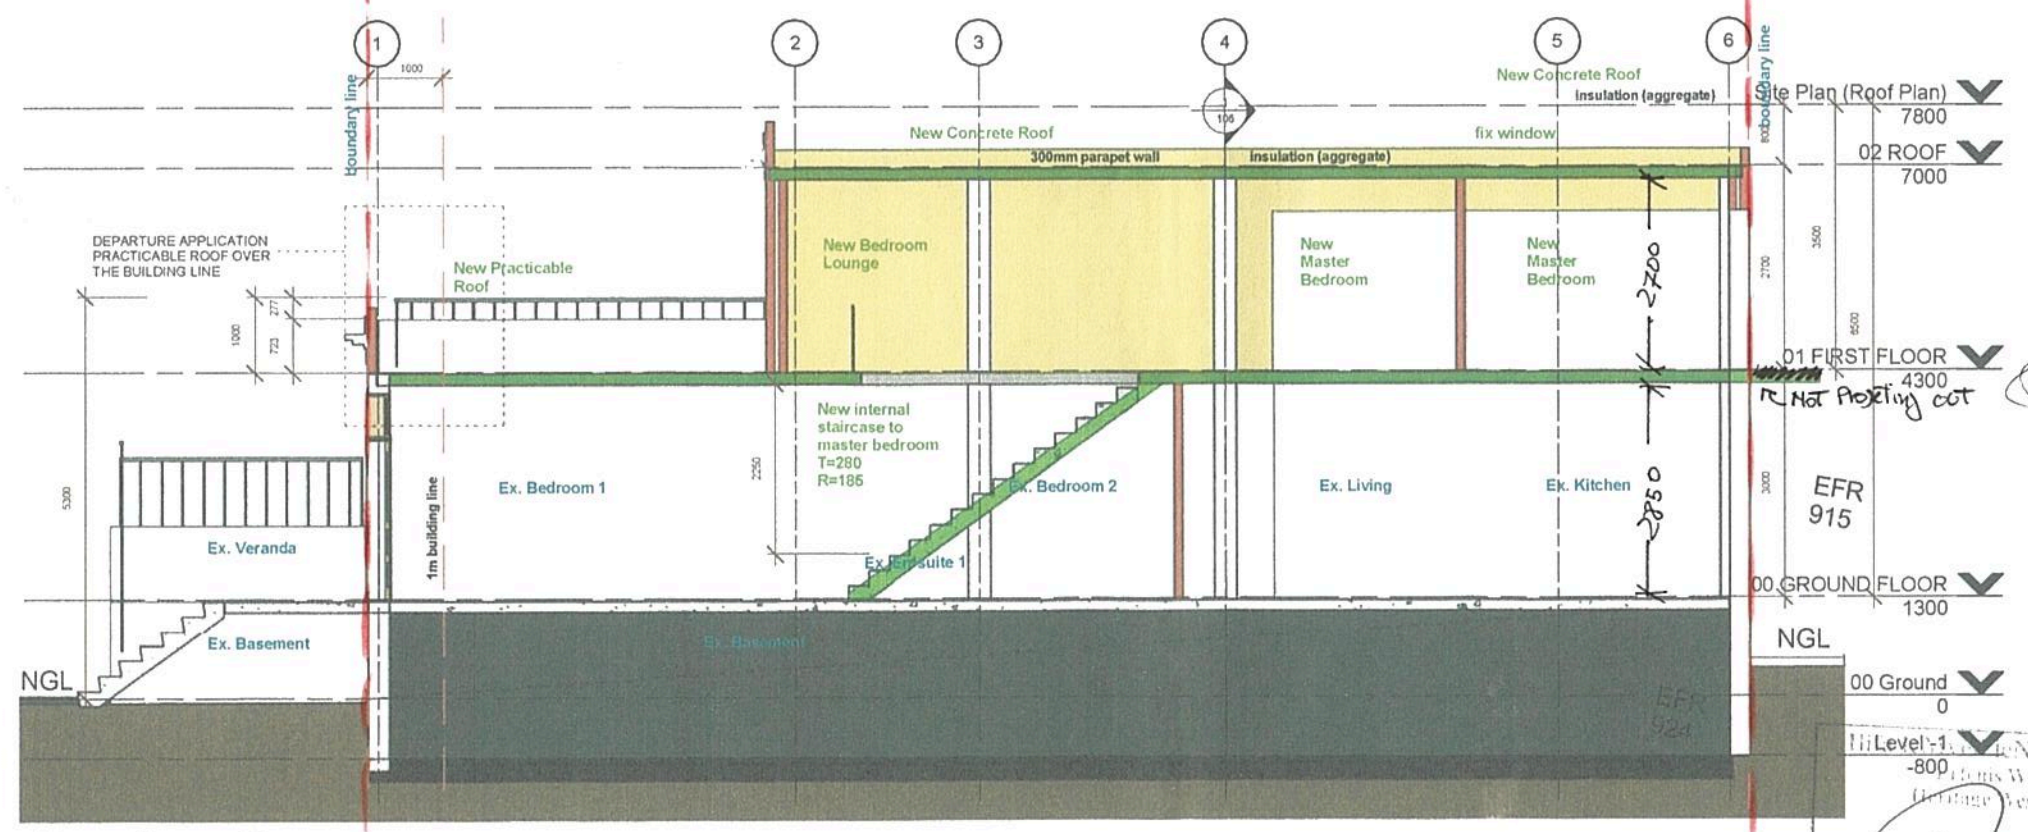 1
2
3
4
5
6
boundary line
boundary line
1000
New Concrete Roof
insulation (aggregate)
Site Plan (Roof Plan)
7800
106
New Concrete Roof
fix window
300mm parapet wall
insulation (aggregate)
800
02 ROOF
7000
DEPARTURE APPLICATION
PRACTICABLE ROOF OVER
THE BUILDING LINE
New Practicable
Roof
New Bedroom
Lounge
New
Master
Bedroom
New
Master
Bedroom
2700
2700
3500
6500
277
723
1000
01 FIRST FLOOR
4300
NOT Projeting out
New internal
staircase to
master bedroom
T=280
R=185
2250
5300
1m building line
Ex. Bedroom 1
Ex. Bedroom 2
Ex. Living
Ex. Kitchen
2850
3000
EFR
915
Ex. Veranda
Ex. Ensuite 1
00 GROUND FLOOR
1300
Ex. Basement
Ex. Basement
NGL
NGL
00 Ground
0
EFR
924
Level -1
-800